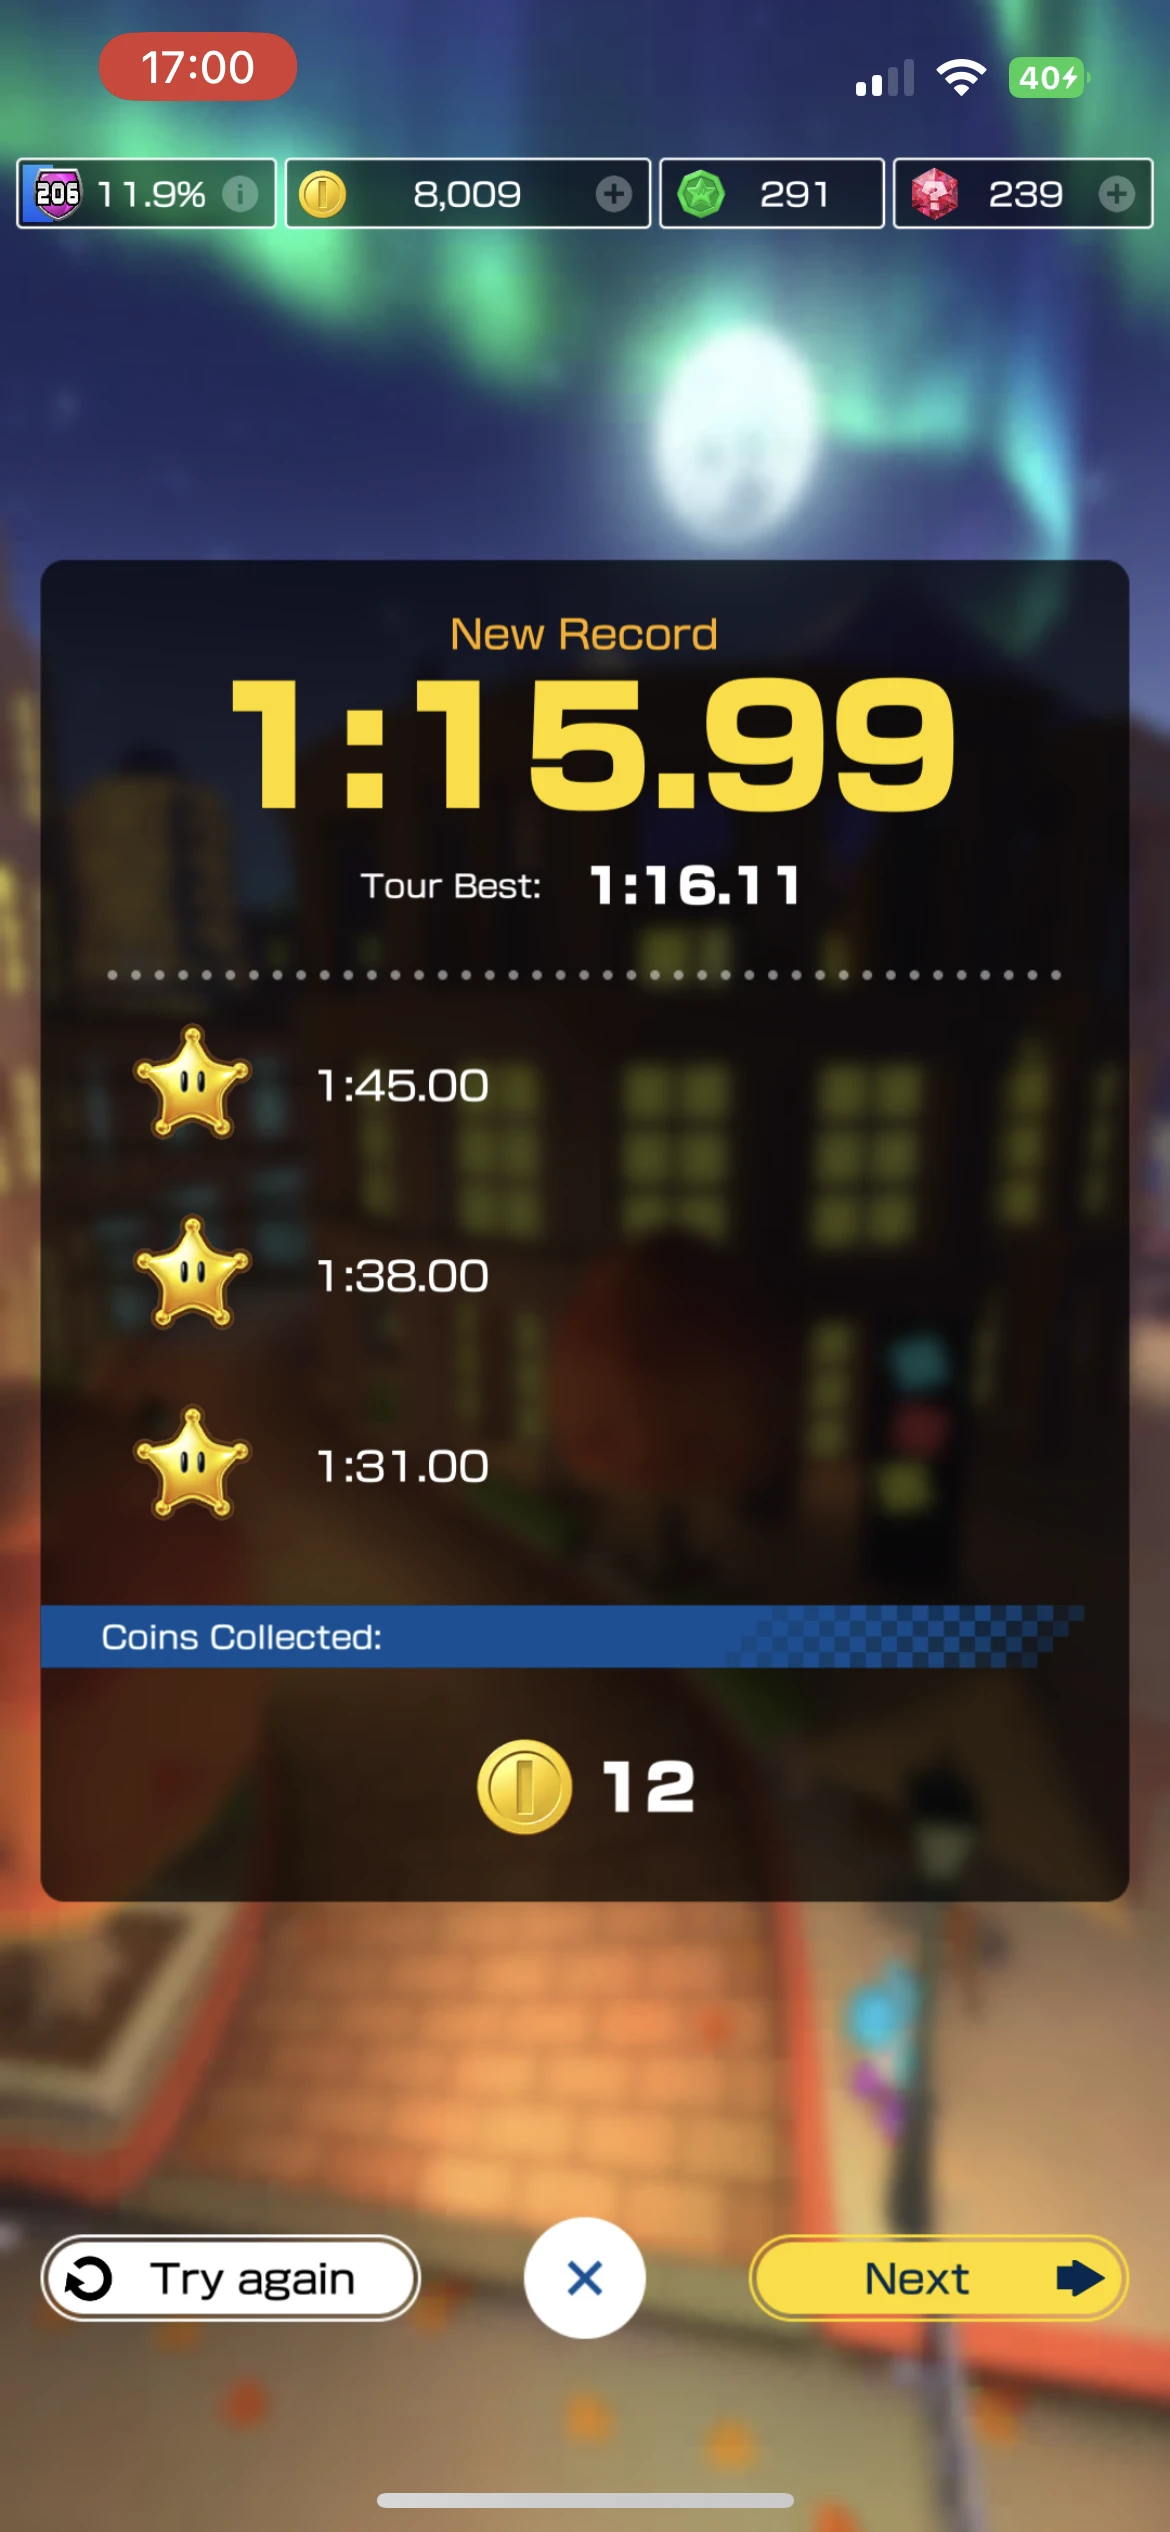 17:00
40
206 11.9% i 8,009 + 291 ? 239 +
New Record
1:15.99
Tour Best: 1:16.11
1:45.00
1:38.00
1:31.00
Coins Collected:
12
Try again × Next